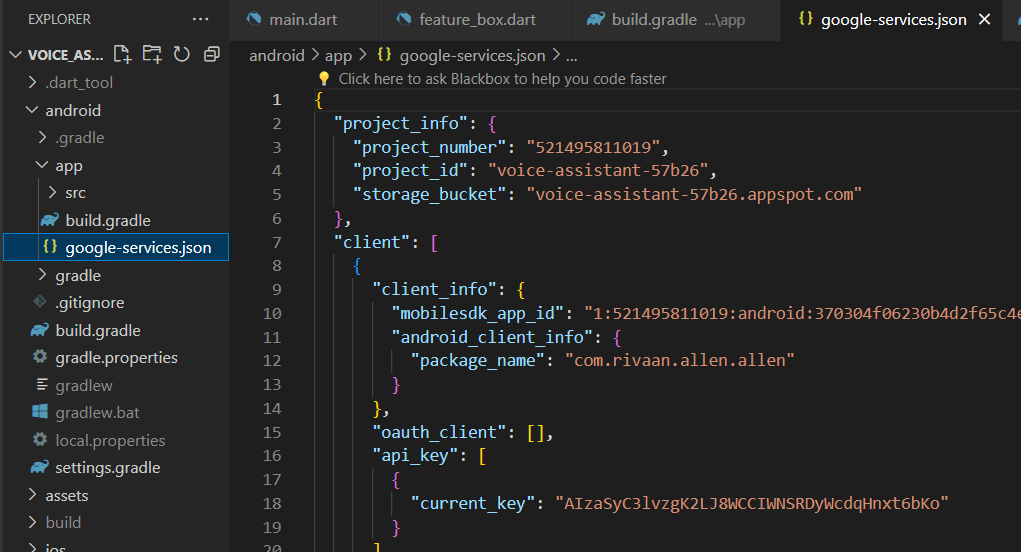 EXPLORER ...
main.dart feature_box.dart build.gradle ...\app google-services.json
VOICE_AS...
android > app > {} google-services.json > ...
Click here to ask Blackbox to help you code faster
.dart_tool
android
.gradle
app
src
build.gradle
google-services.json
gradle
.gitignore
build.gradle
gradle.properties
gradlew
gradlew.bat
local.properties
settings.gradle
assets
build
ios
1 {
2 "project_info": {
3 "project_number": "521495811019",
4 "project_id": "voice-assistant-57b26",
5 "storage_bucket": "voice-assistant-57b26.appspot.com"
6 },
7 "client": [
8 {
9 "client_info": {
10 "mobilesdk_app_id": "1:521495811019:android:370304f06230b4d2f65c4e
11 "android_client_info": {
12 "package_name": "com.rivaan.allen.allen"
13 }
14 },
15 "oauth_client": [],
16 "api_key": [
17 {
18 "current_key": "AIzaSyC3lvzgK2LJ8WCCIWNSRDyWcdqHnxt6bKo"
19 }
20 ]